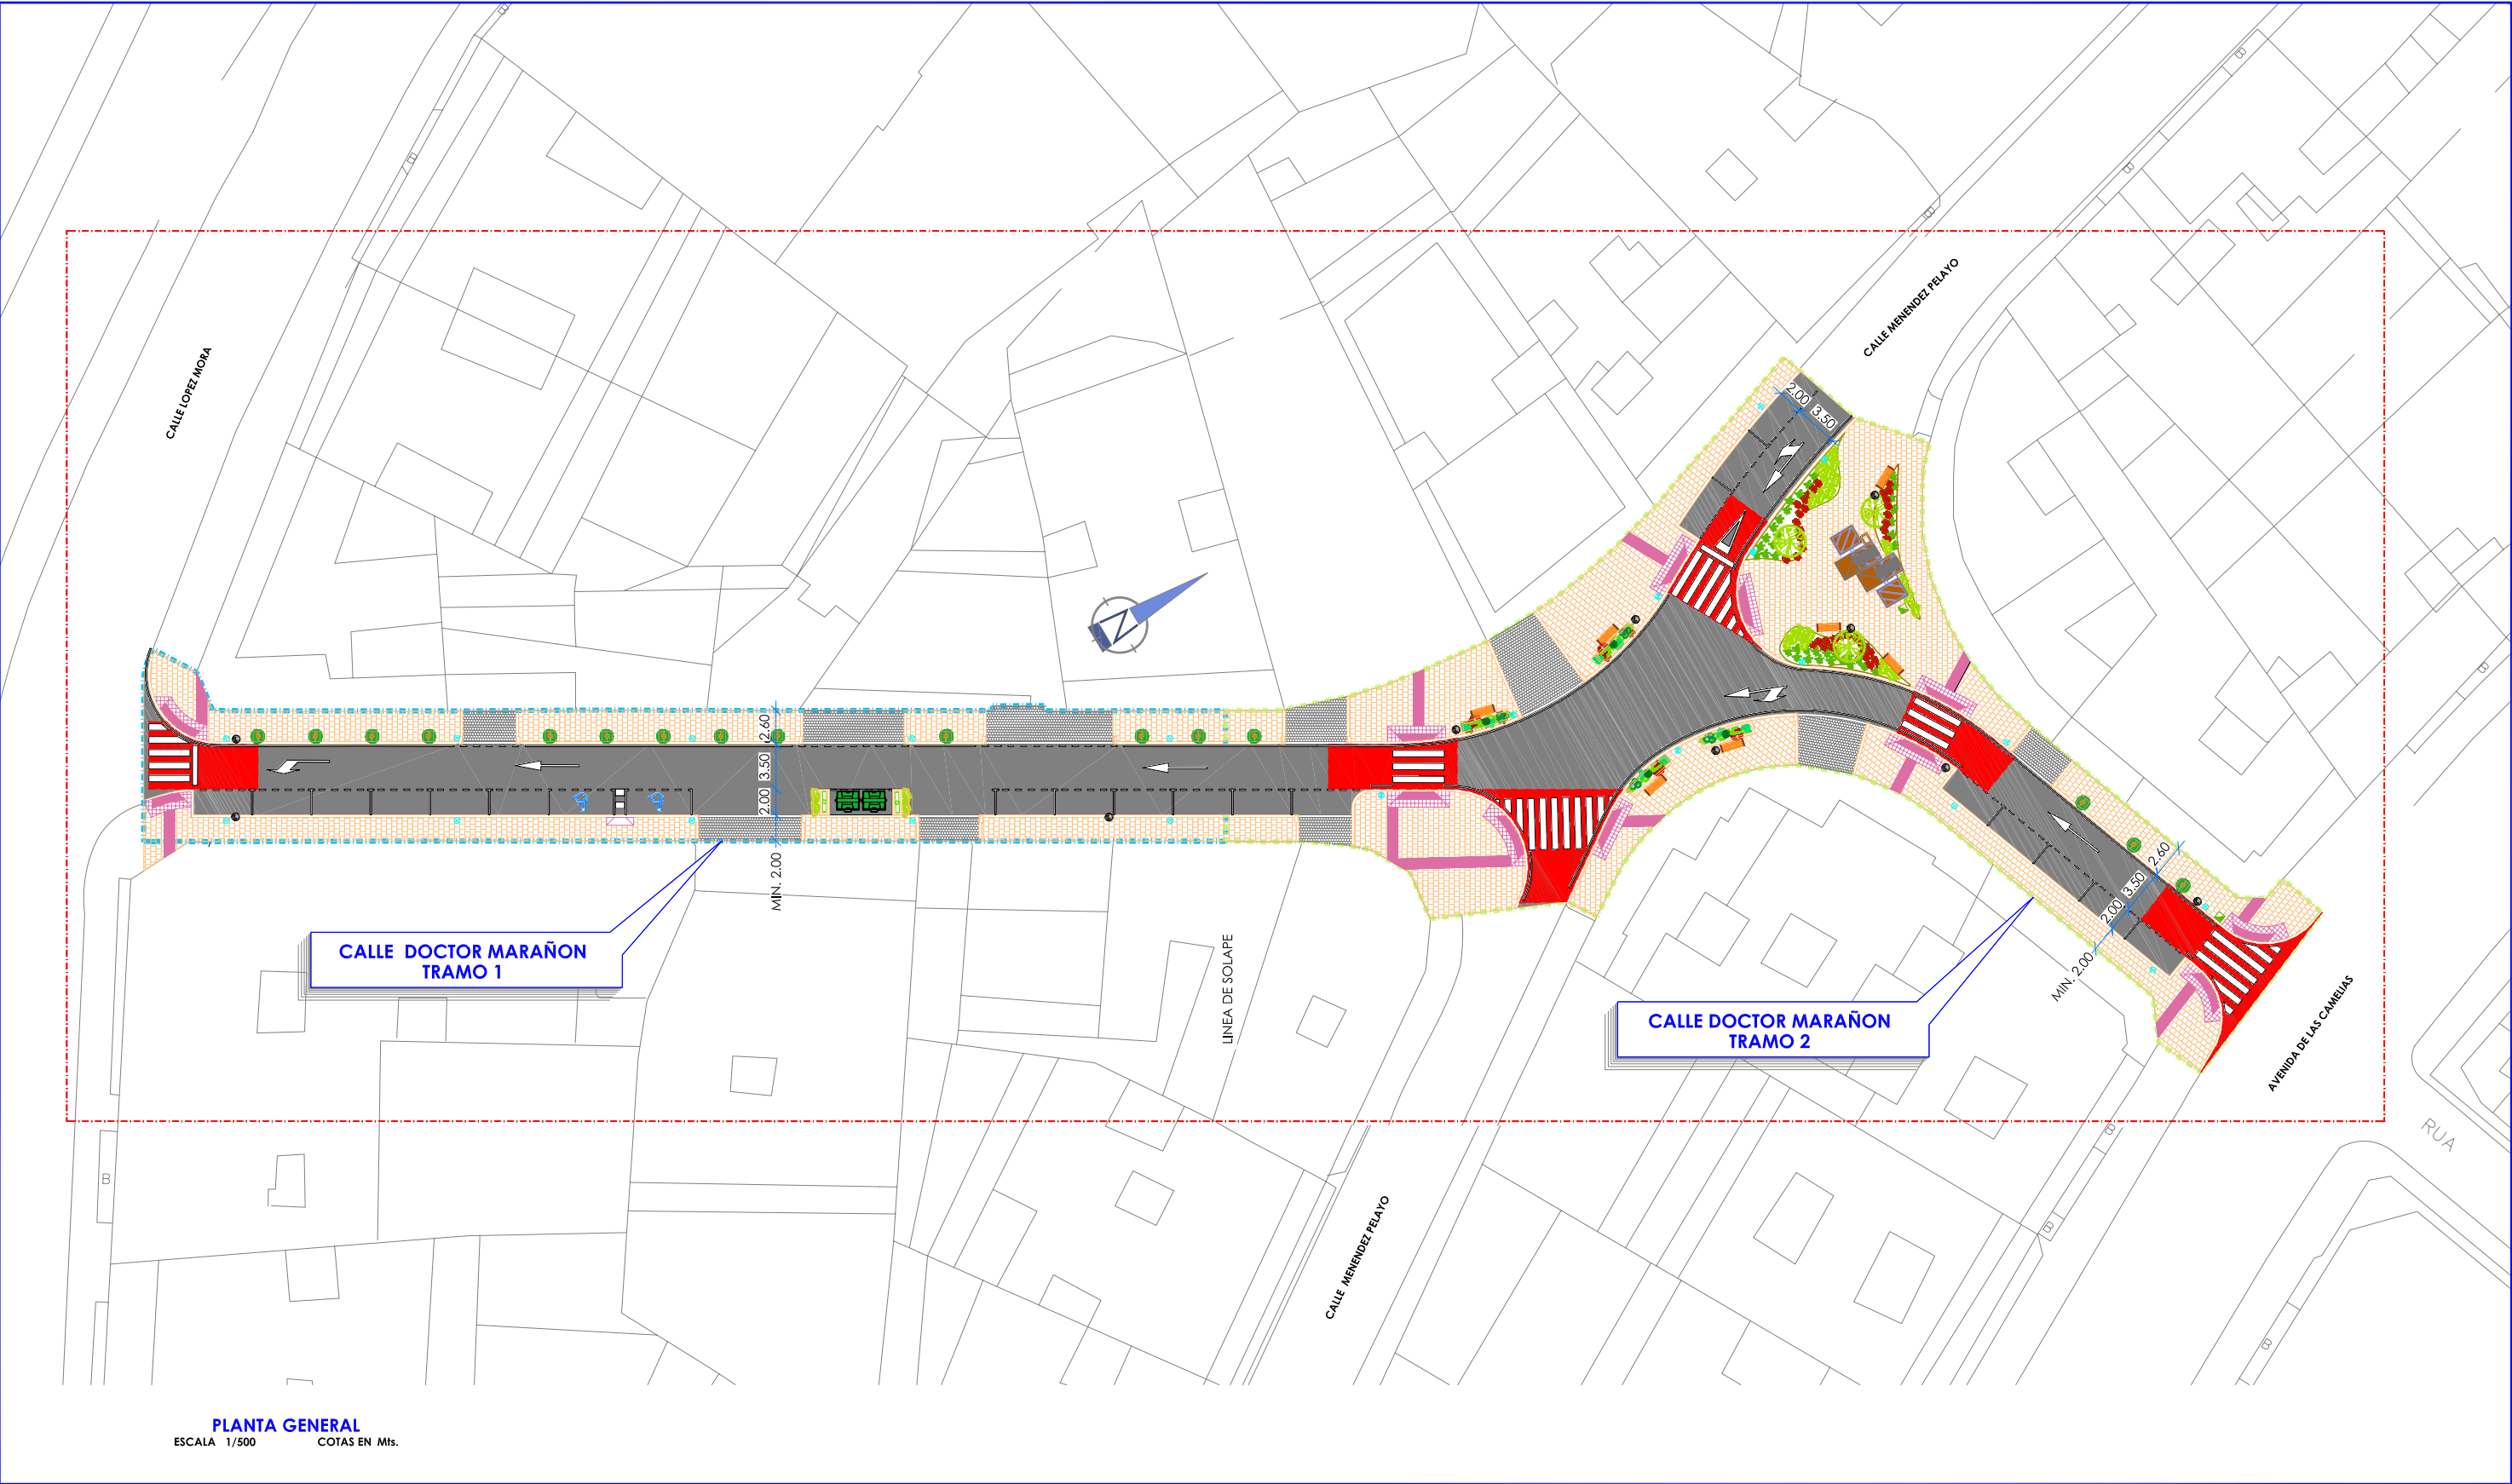 B
B
B
B
B
CALLE MENENDEZ PELAYO
CALLE LOPEZ MORA
2.00
3.50
N
2.60
3.50
2.00
MIN. 2.00
B
2.60
3.50
2.00
MIN. 2.00
CALLE DOCTOR MARAÑON
TRAMO 1
LINEA DE SOLAPE
CALLE DOCTOR MARAÑON
TRAMO 2
AVENIDA DE LAS CAMELIAS
RUA
B
B
B
CALLE MENENDEZ PELAYO
B
PLANTA GENERAL
ESCALA 1/500 COTAS EN Mts.